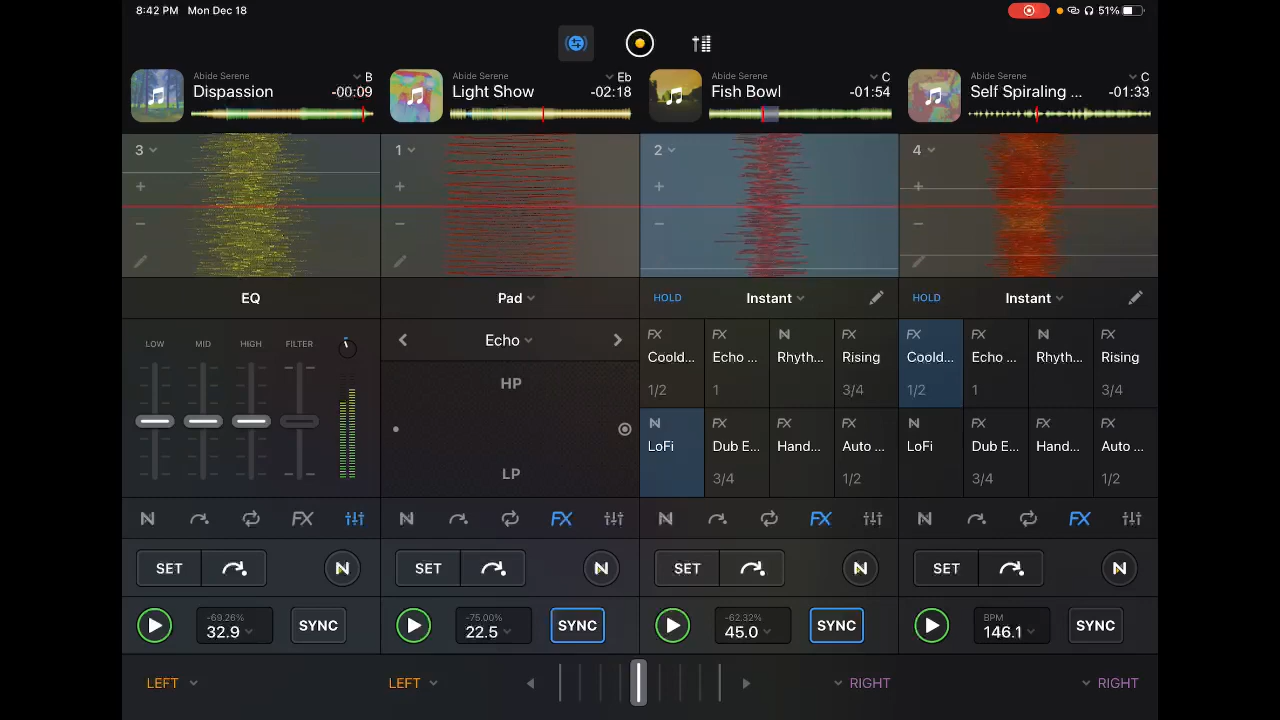 8:42 PM Mon Dec 18
51%
Abide Serene
B
Dispassion
-00:09
Abide Serene
Eb
Light Show
-02:18
Abide Serene
C
Fish Bowl
-01:54
Abide Serene
C
Self Spiraling ...
-01:33
3
1
2
4
EQ
Pad
HOLD
Instant
HOLD
Instant
LOW
MID
HIGH
FILTER
Echo
HP
LP
FX
Coold...
1/2
FX
Echo ...
1
Rhyth...
FX
Rising
3/4
LoFi
FX
Dub E...
3/4
FX
Hand...
FX
Auto ...
1/2
FX
Coold...
1/2
FX
Echo ...
1
Rhyth...
FX
Rising
3/4
LoFi
FX
Dub E...
3/4
FX
Hand...
FX
Auto ...
1/2
FX
FX
FX
FX
SET
SET
SET
SET
-69.26%
32.9
SYNC
-75.00%
22.5
SYNC
-62.32%
45.0
SYNC
BPM
146.1
SYNC
LEFT
LEFT
RIGHT
RIGHT